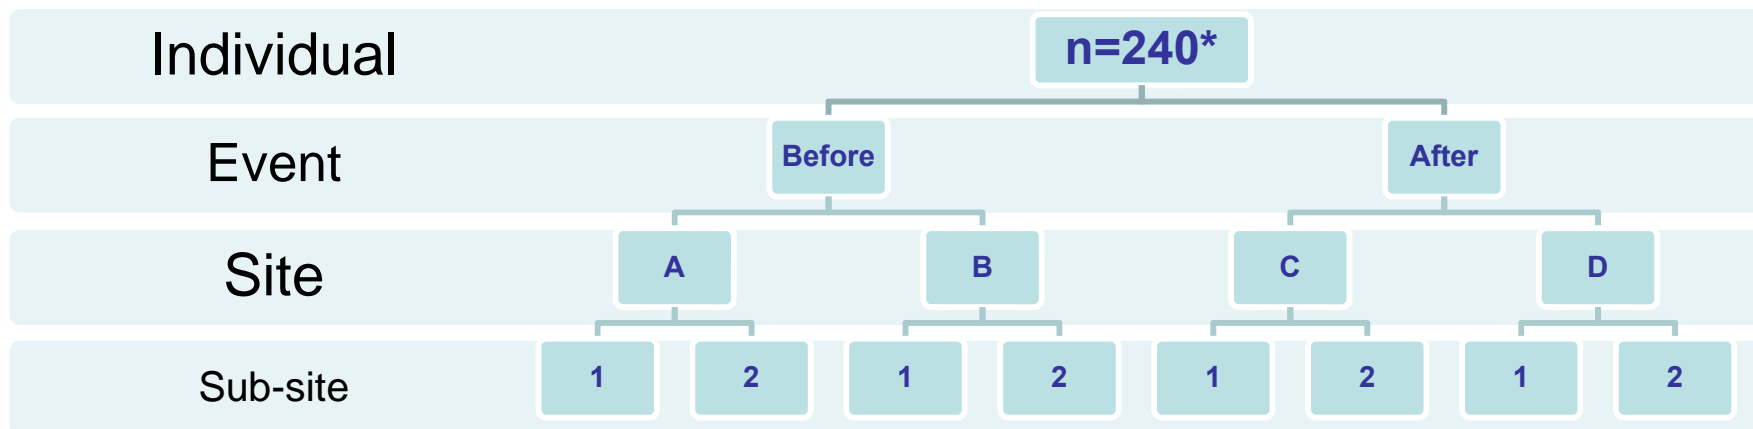 Individual
n=240*
Event
Before
After
Site
A
B
C
D
Sub-site
1
2
1
2
1
2
1
2